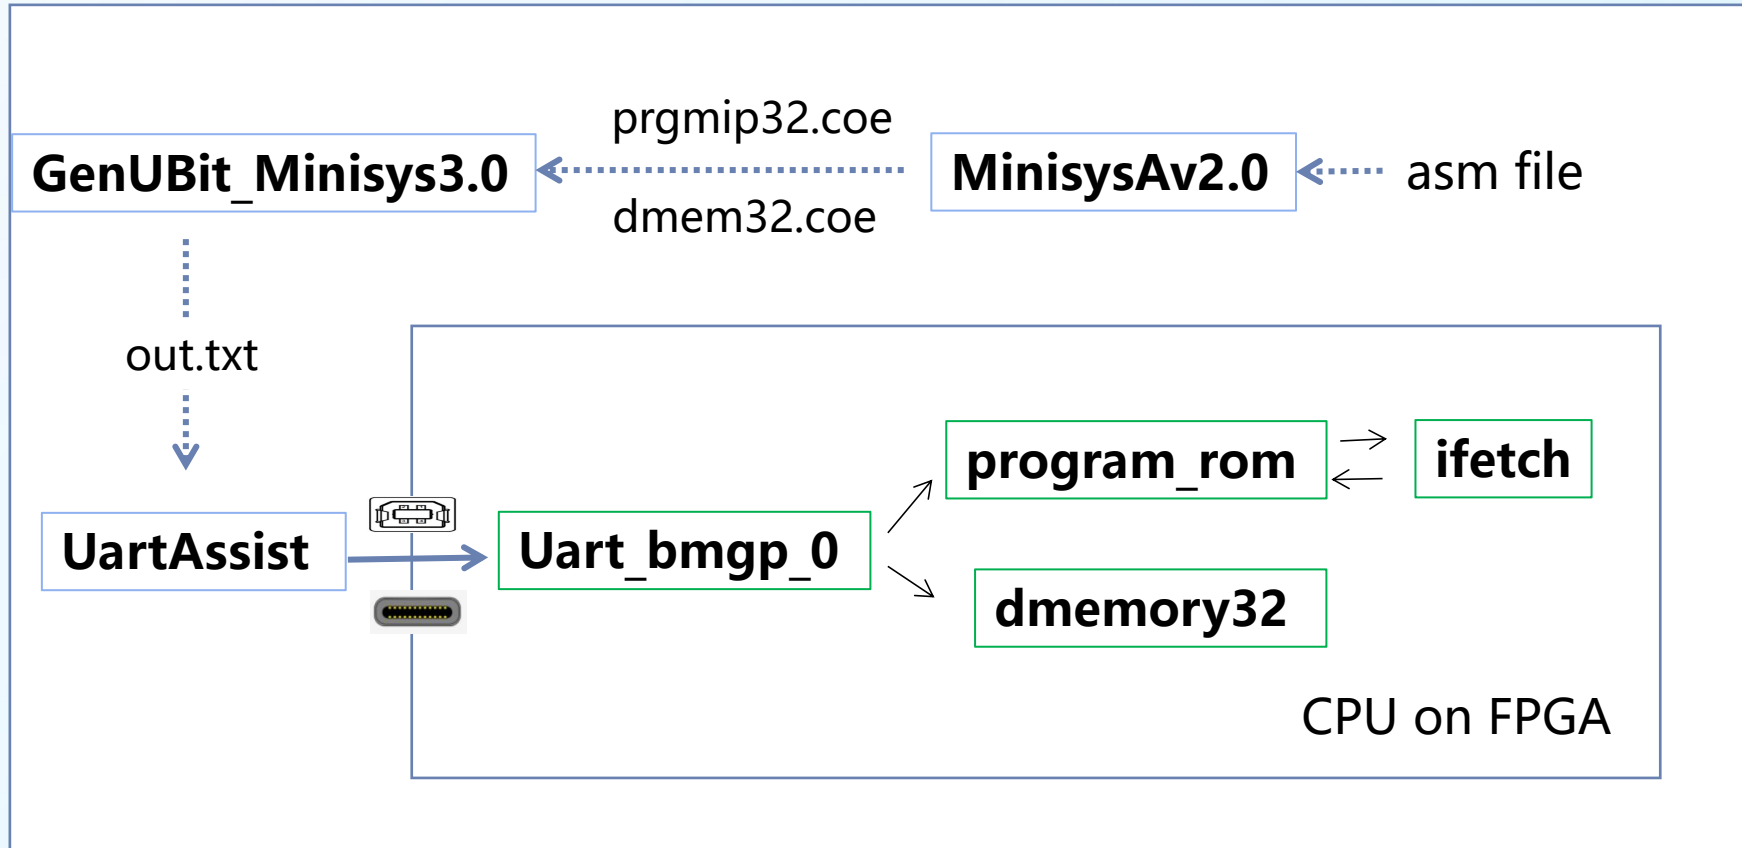 prgmip32.coe
GenUBit_Minisys3.0
MinisysAv2.0
asm file
dmem32.coe
out.txt
program_rom
ifetch
UartAssist
Uart_bmgp_0
dmemory32
CPU on FPGA